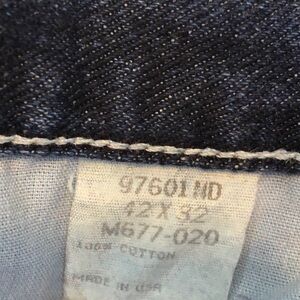 97601ND
42 X 32
M677-020
100% COTTON
MADE IN USA